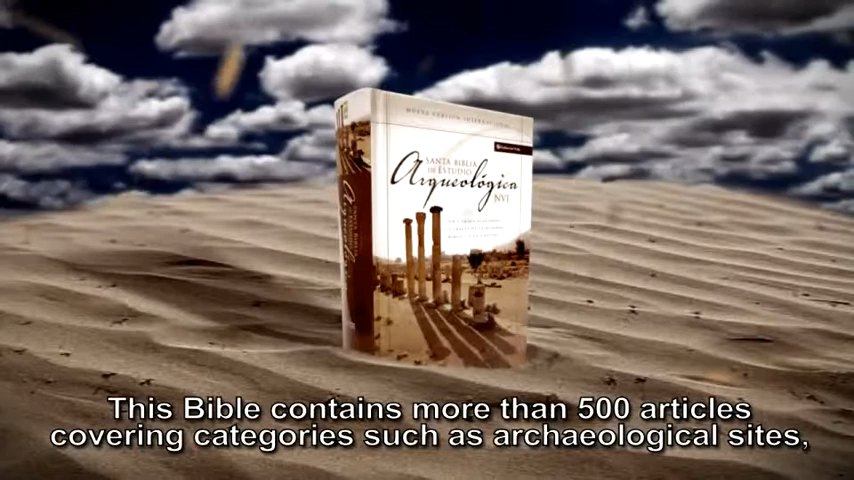 NUEVA VERSIÓN INTERNACIONAL
SANTA BIBLIA
DE ESTUDIO
Arqueológica
NVI
Arqueológica
This Bible contains more than 500 articles
covering categories such as archaeological sites,